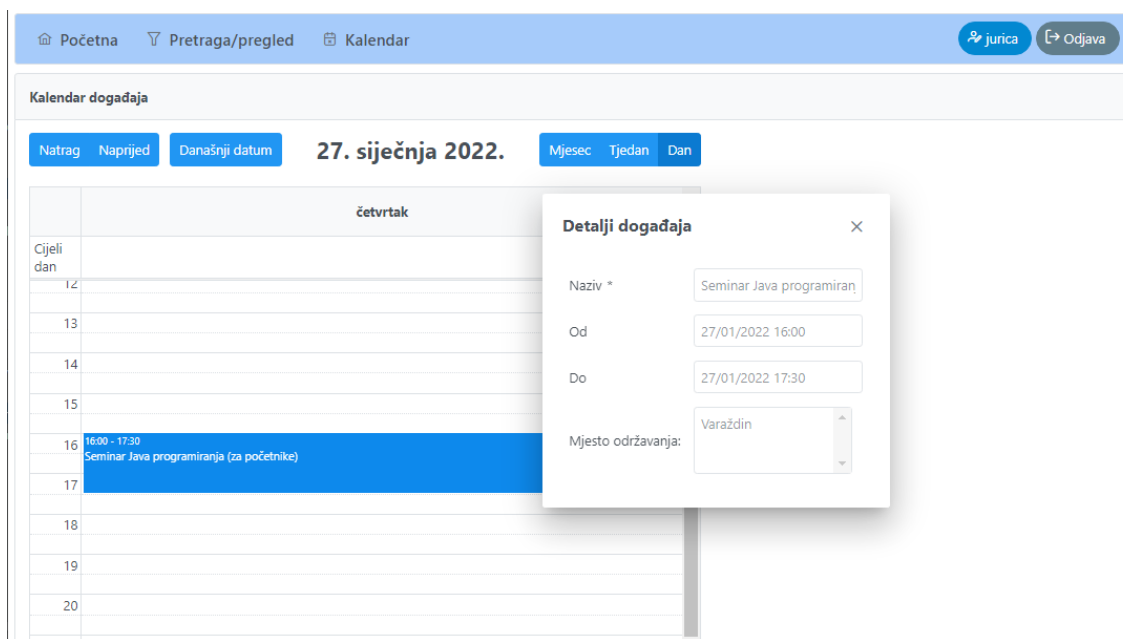 Početna Pretraga/pregled Kalendar jurica Odjava
Kalendar događaja
Natrag Naprijed Današnji datum 27. siječnja 2022. Mjesec Tjedan Dan
četvrtak
Cijeli
dan
12
13
14
15
16
16:00 - 17:30
Seminar Java programiranja (za početnike)
17
18
19
20
Detalji događaja
Naziv * Seminar Java programiran
Od 27/01/2022 16:00
Do 27/01/2022 17:30
Mjesto održavanja: Varaždin